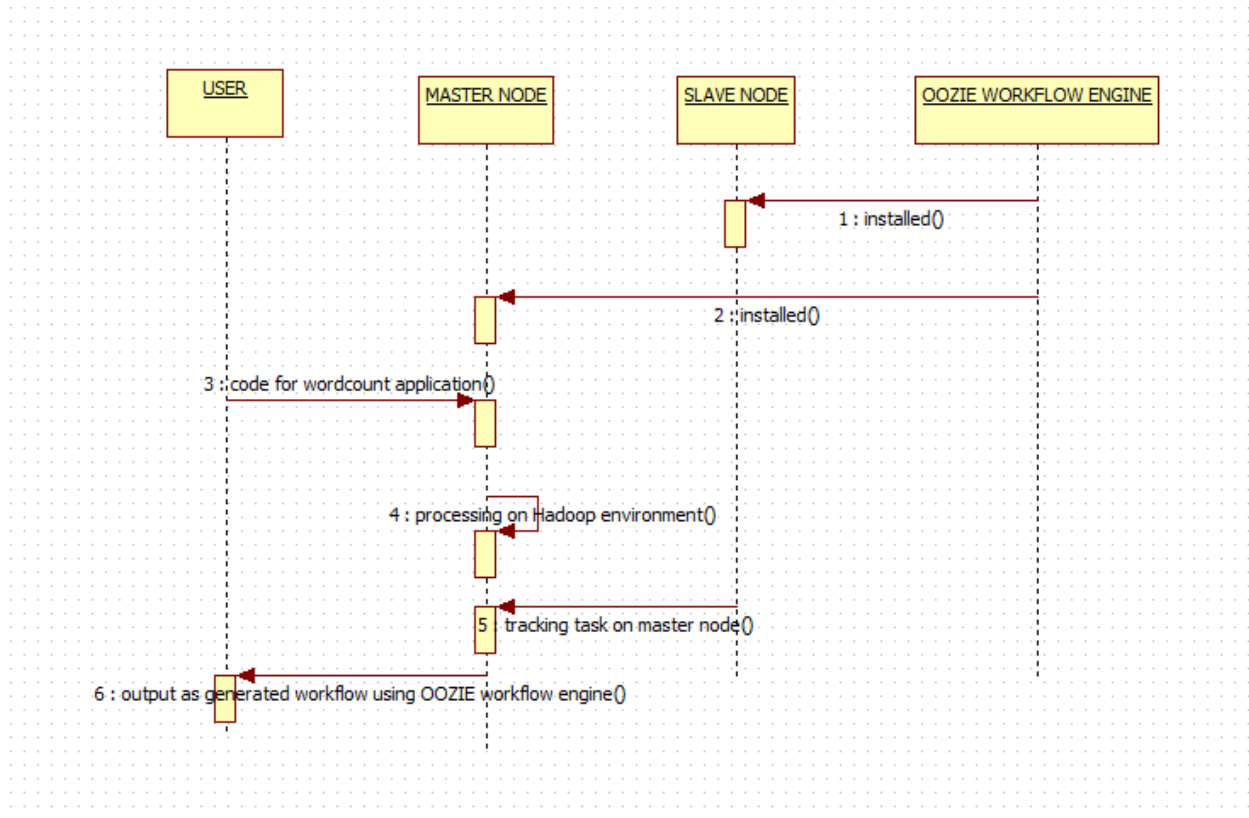 USER
MASTER NODE
SLAVE NODE
OOZIE WORKFLOW ENGINE
1 : installed()
2 : installed()
3 : code for wordcount application()
4 : processing on Hadoop environment()
5 : tracking task on master node()
6 : output as generated workflow using OOZIE workflow engine()